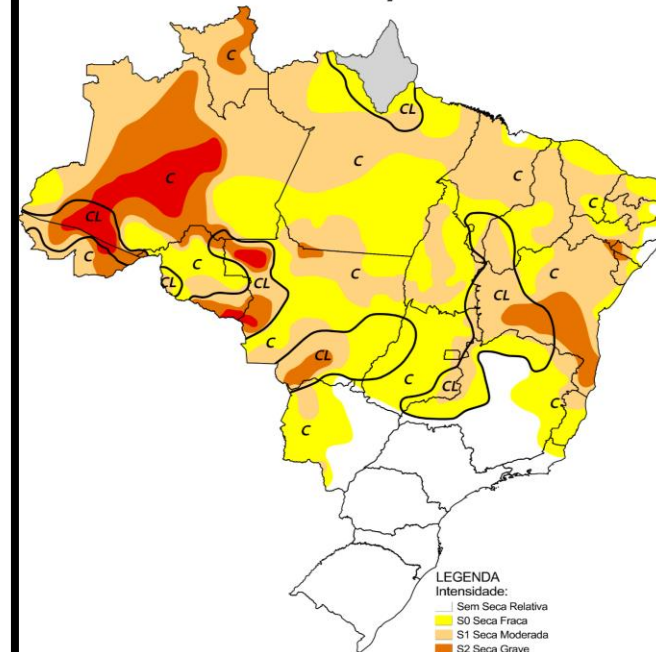 C
C
CL
C
C
C
CL
C
CL
C
C
CL
CL
C
CL
C
CL
C
C
C
LEGENDA
Intensidade:
Sem Seca Relativa
S0 Seca Fraca
S1 Seca Moderada
S2 Seca Grave